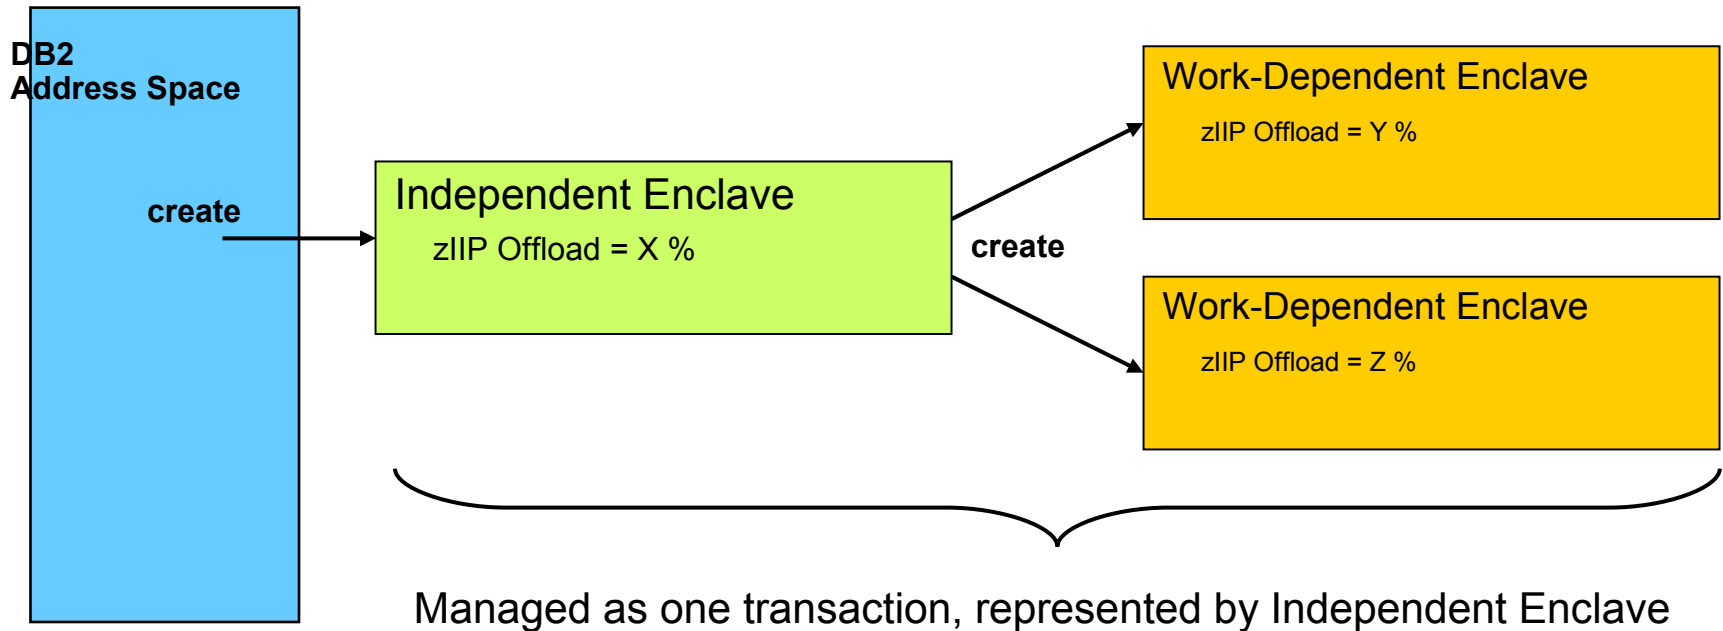 DB2
Address Space
create
Independent Enclave
zIIP Offload = X %
create
Work-Dependent Enclave
zIIP Offload = Y %
Work-Dependent Enclave
zIIP Offload = Z %
Managed as one transaction, represented by Independent Enclave